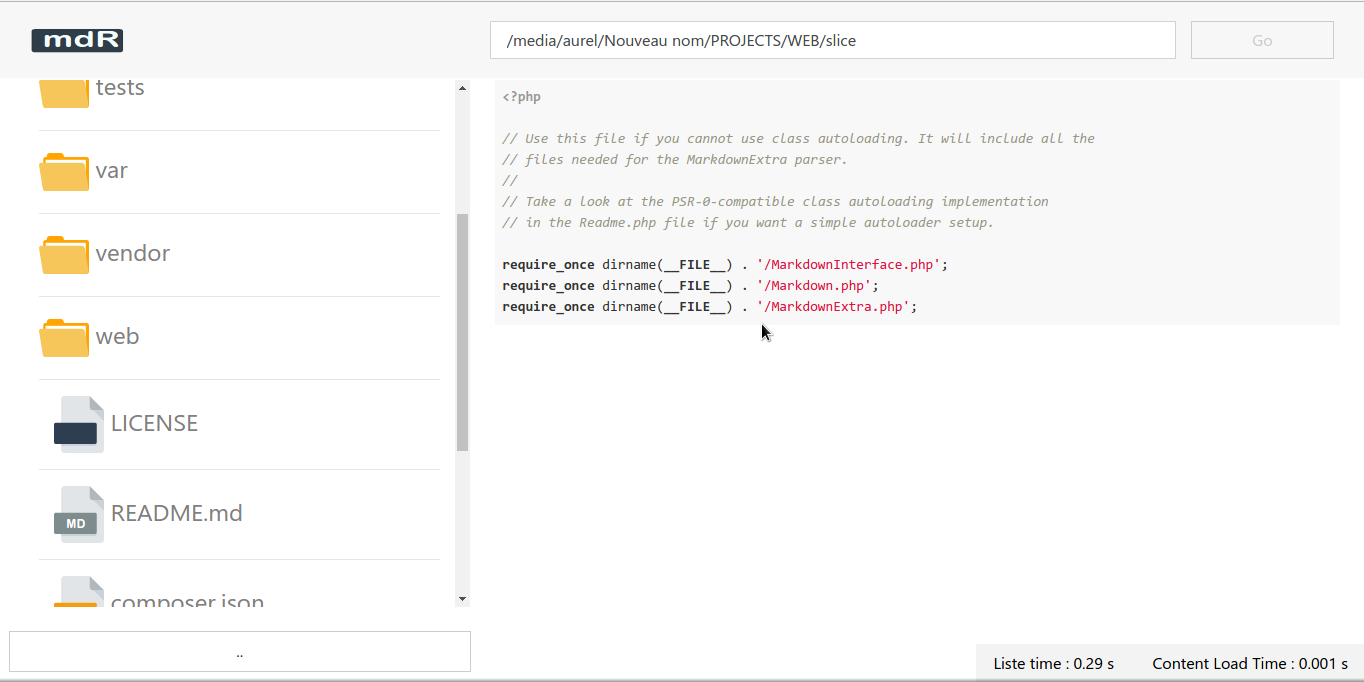 mdR
/media/aurel/Nouveau nom/PROJECTS/WEB/slice
Go
tests
var
vendor
web
LICENSE
MD
README.md
composer.json
..
<?php
// Use this file if you cannot use class autoloading. It will include all the
// files needed for the MarkdownExtra parser.
//
// Take a look at the PSR-0-compatible class autoloading implementation
// in the Readme.php file if you want a simple autoloader setup.
require_once dirname(__FILE__) . '/MarkdownInterface.php';
require_once dirname(__FILE__) . '/Markdown.php';
require_once dirname(__FILE__) . '/MarkdownExtra.php';
Liste time : 0.29 s
Content Load Time : 0.001 s